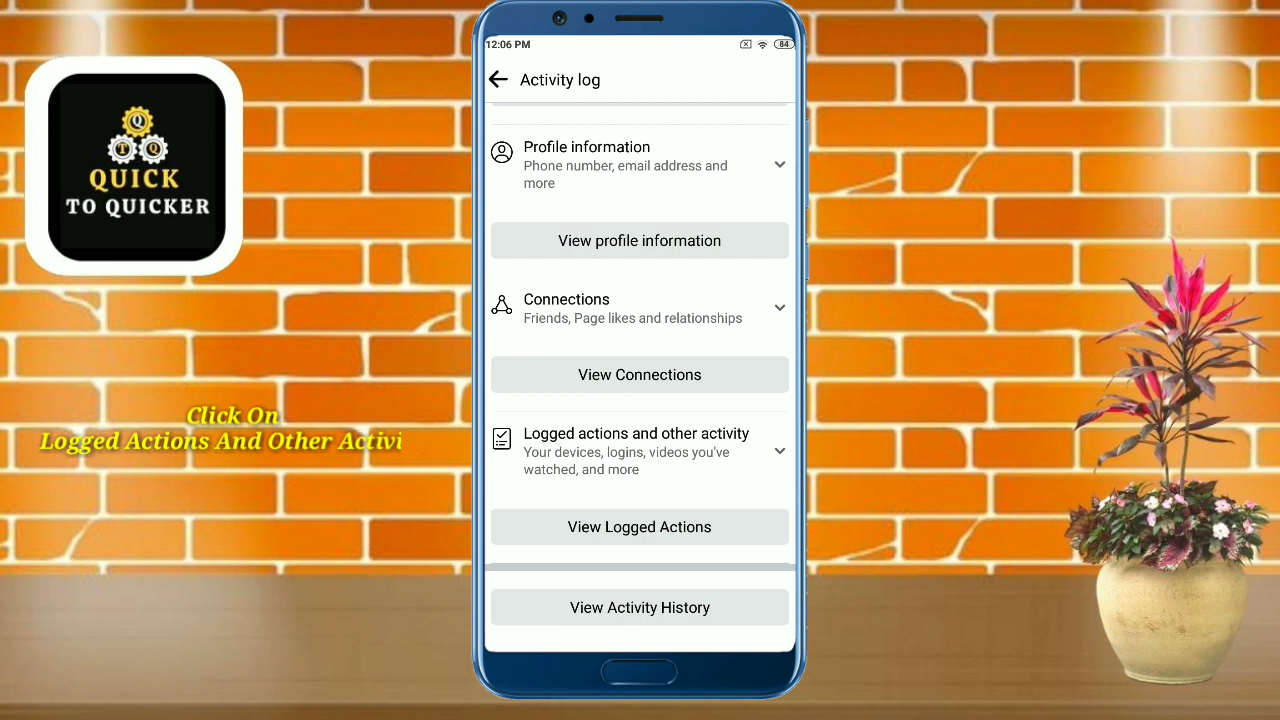 12:06 PM
84
Activity log
Q
T Q
QUICK
TO QUICKER
Profile information
Phone number, email address and
more
View profile information
Connections
Friends, Page likes and relationships
View Connections
Click On
Logged Actions And Other Activi
Logged actions and other activity
Your devices, logins, videos you've
watched, and more
View Logged Actions
View Activity History